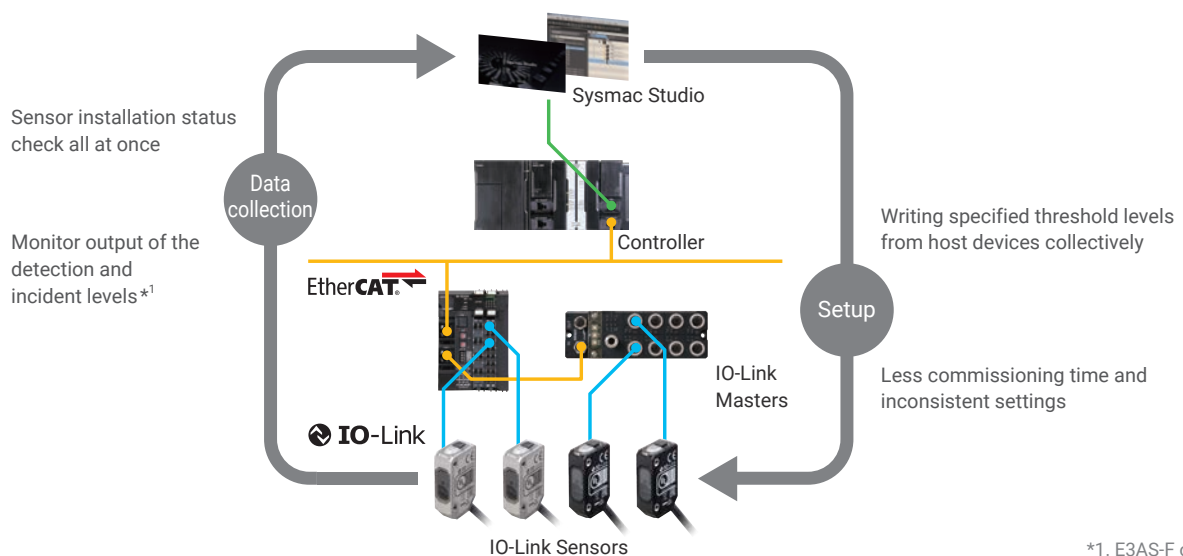 Sysmac Studio
Sensor installation status
check all at once
Data
collection
Monitor output of the
detection and
incident levels*1
Controller
EtherCAT®
Writing specified threshold levels
from host devices collectively
Setup
Less commissioning time and
inconsistent settings
IO-Link
Masters
IO-Link
IO-Link Sensors
*1. E3AS-F